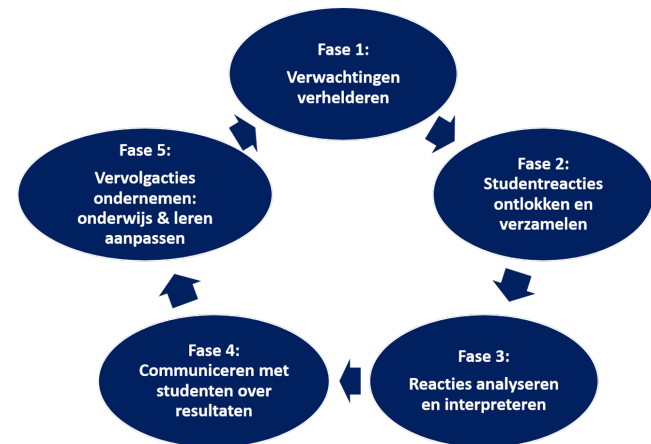 Fase 1:
Verwachtingen
verhelderen
Fase 2:
Studentreacties
ontlokken en
verzamelen
Fase 3:
Reacties analyseren
en interpreteren
Fase 4:
Communiceren met
studenten over
resultaten
Fase 5:
Vervolgacties
ondernemen:
onderwijs & leren
aanpassen